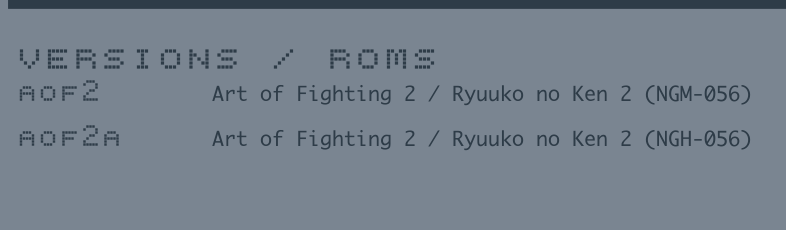 VERSIONS / ROMS
AOF2 Art of Fighting 2 / Ryuuko no Ken 2 (NGM-056)
AOF2A Art of Fighting 2 / Ryuuko no Ken 2 (NGH-056)